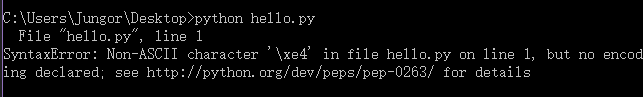 C:\Users\Jungor\Desktop>python hello.py
  File "hello.py", line 1
SyntaxError: Non-ASCII character '\xe4' in file hello.py on line 1, but no encod
ing declared; see http://python.org/dev/peps/pep-0263/ for details